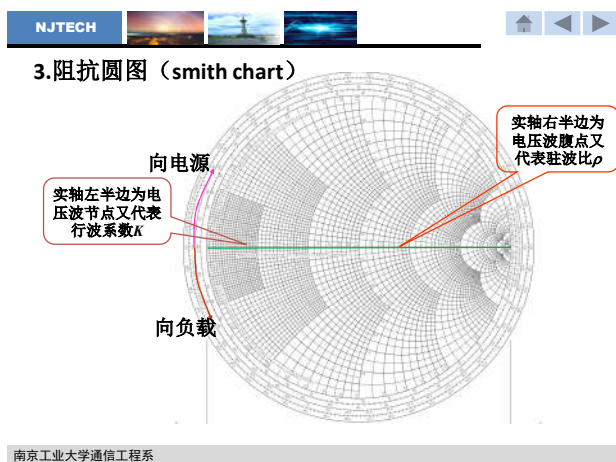 NJTECH
3.阻抗圆图（smith chart）
实轴右半边为
电压波腹点又
代表驻波比ρ
向电源
实轴左半边为电
压波节点又代表
行波系数K
向负载
南京工业大学通信工程系